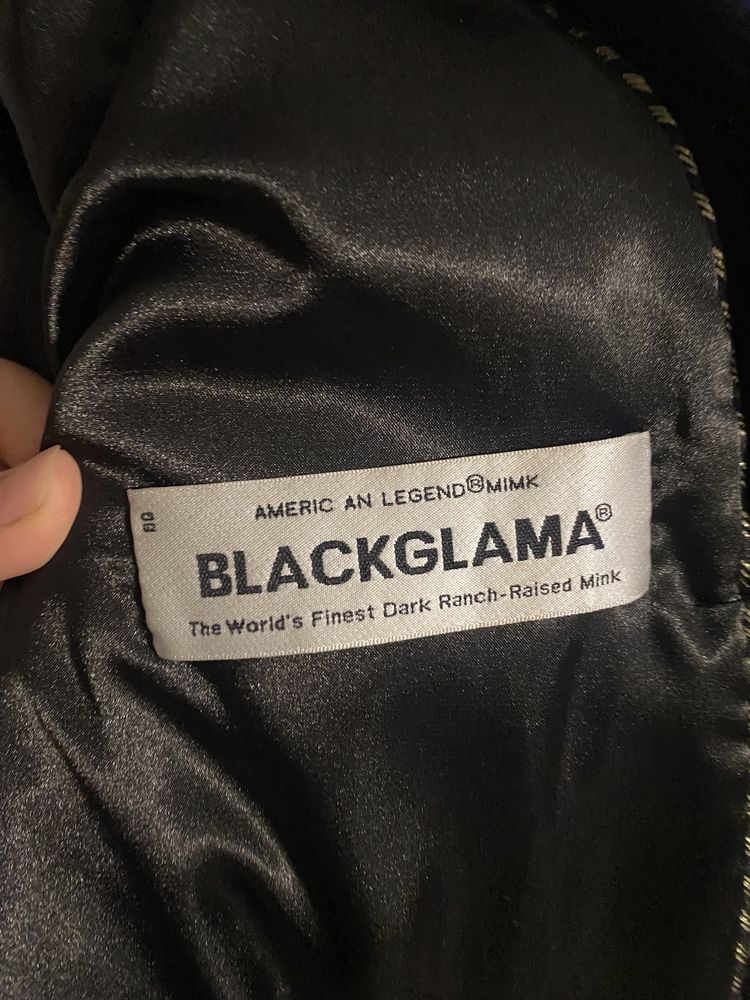 AMERIC AN LEGEND®MIMK
BLACKGLAMA®
The World's Finest Dark Ranch-Raised Mink